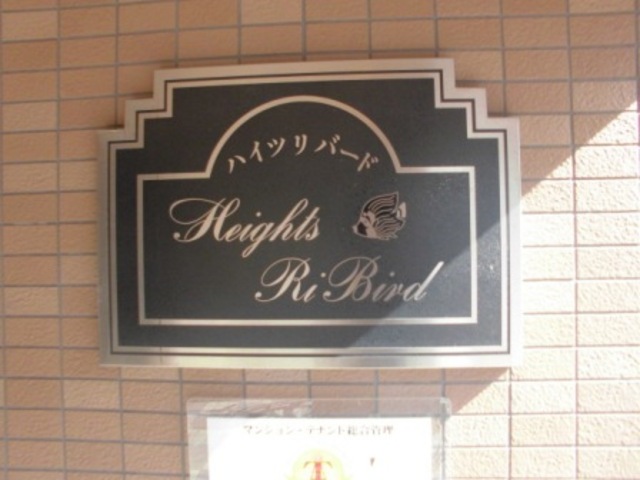 ハイツリバード
Heights
Ri Bird
マンション・テナント総合管理